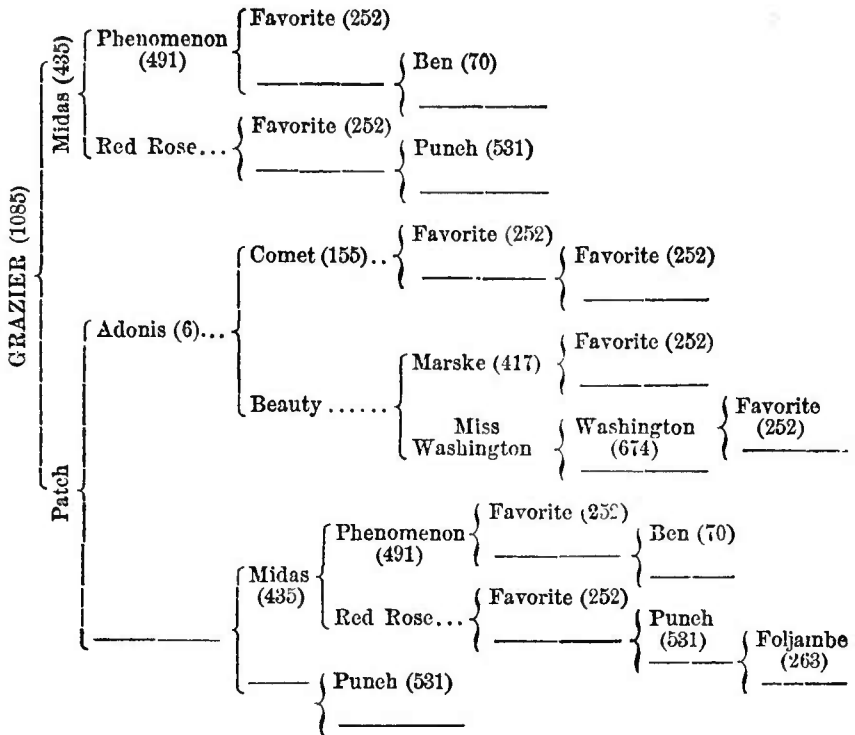 GRAZIER (1085)
Midas (435)
Phenomenon
(491)
Favorite (252)
Ben (70)
Red Rose...
Favorite (252)
Punch (531)
Patch
Adonis (6)...
Comet (155)..
Favorite (252)
Favorite (252)
Beauty ......
Marske (417)
Favorite (252)
Miss
Washington
Washington
(674)
Favorite
(252)
Midas
(435)
Phenomenon
(491)
Favorite (252)
Ben (70)
Red Rose...
Favorite (252)
Punch
(531)
Foljambe
(263)
Punch (531)